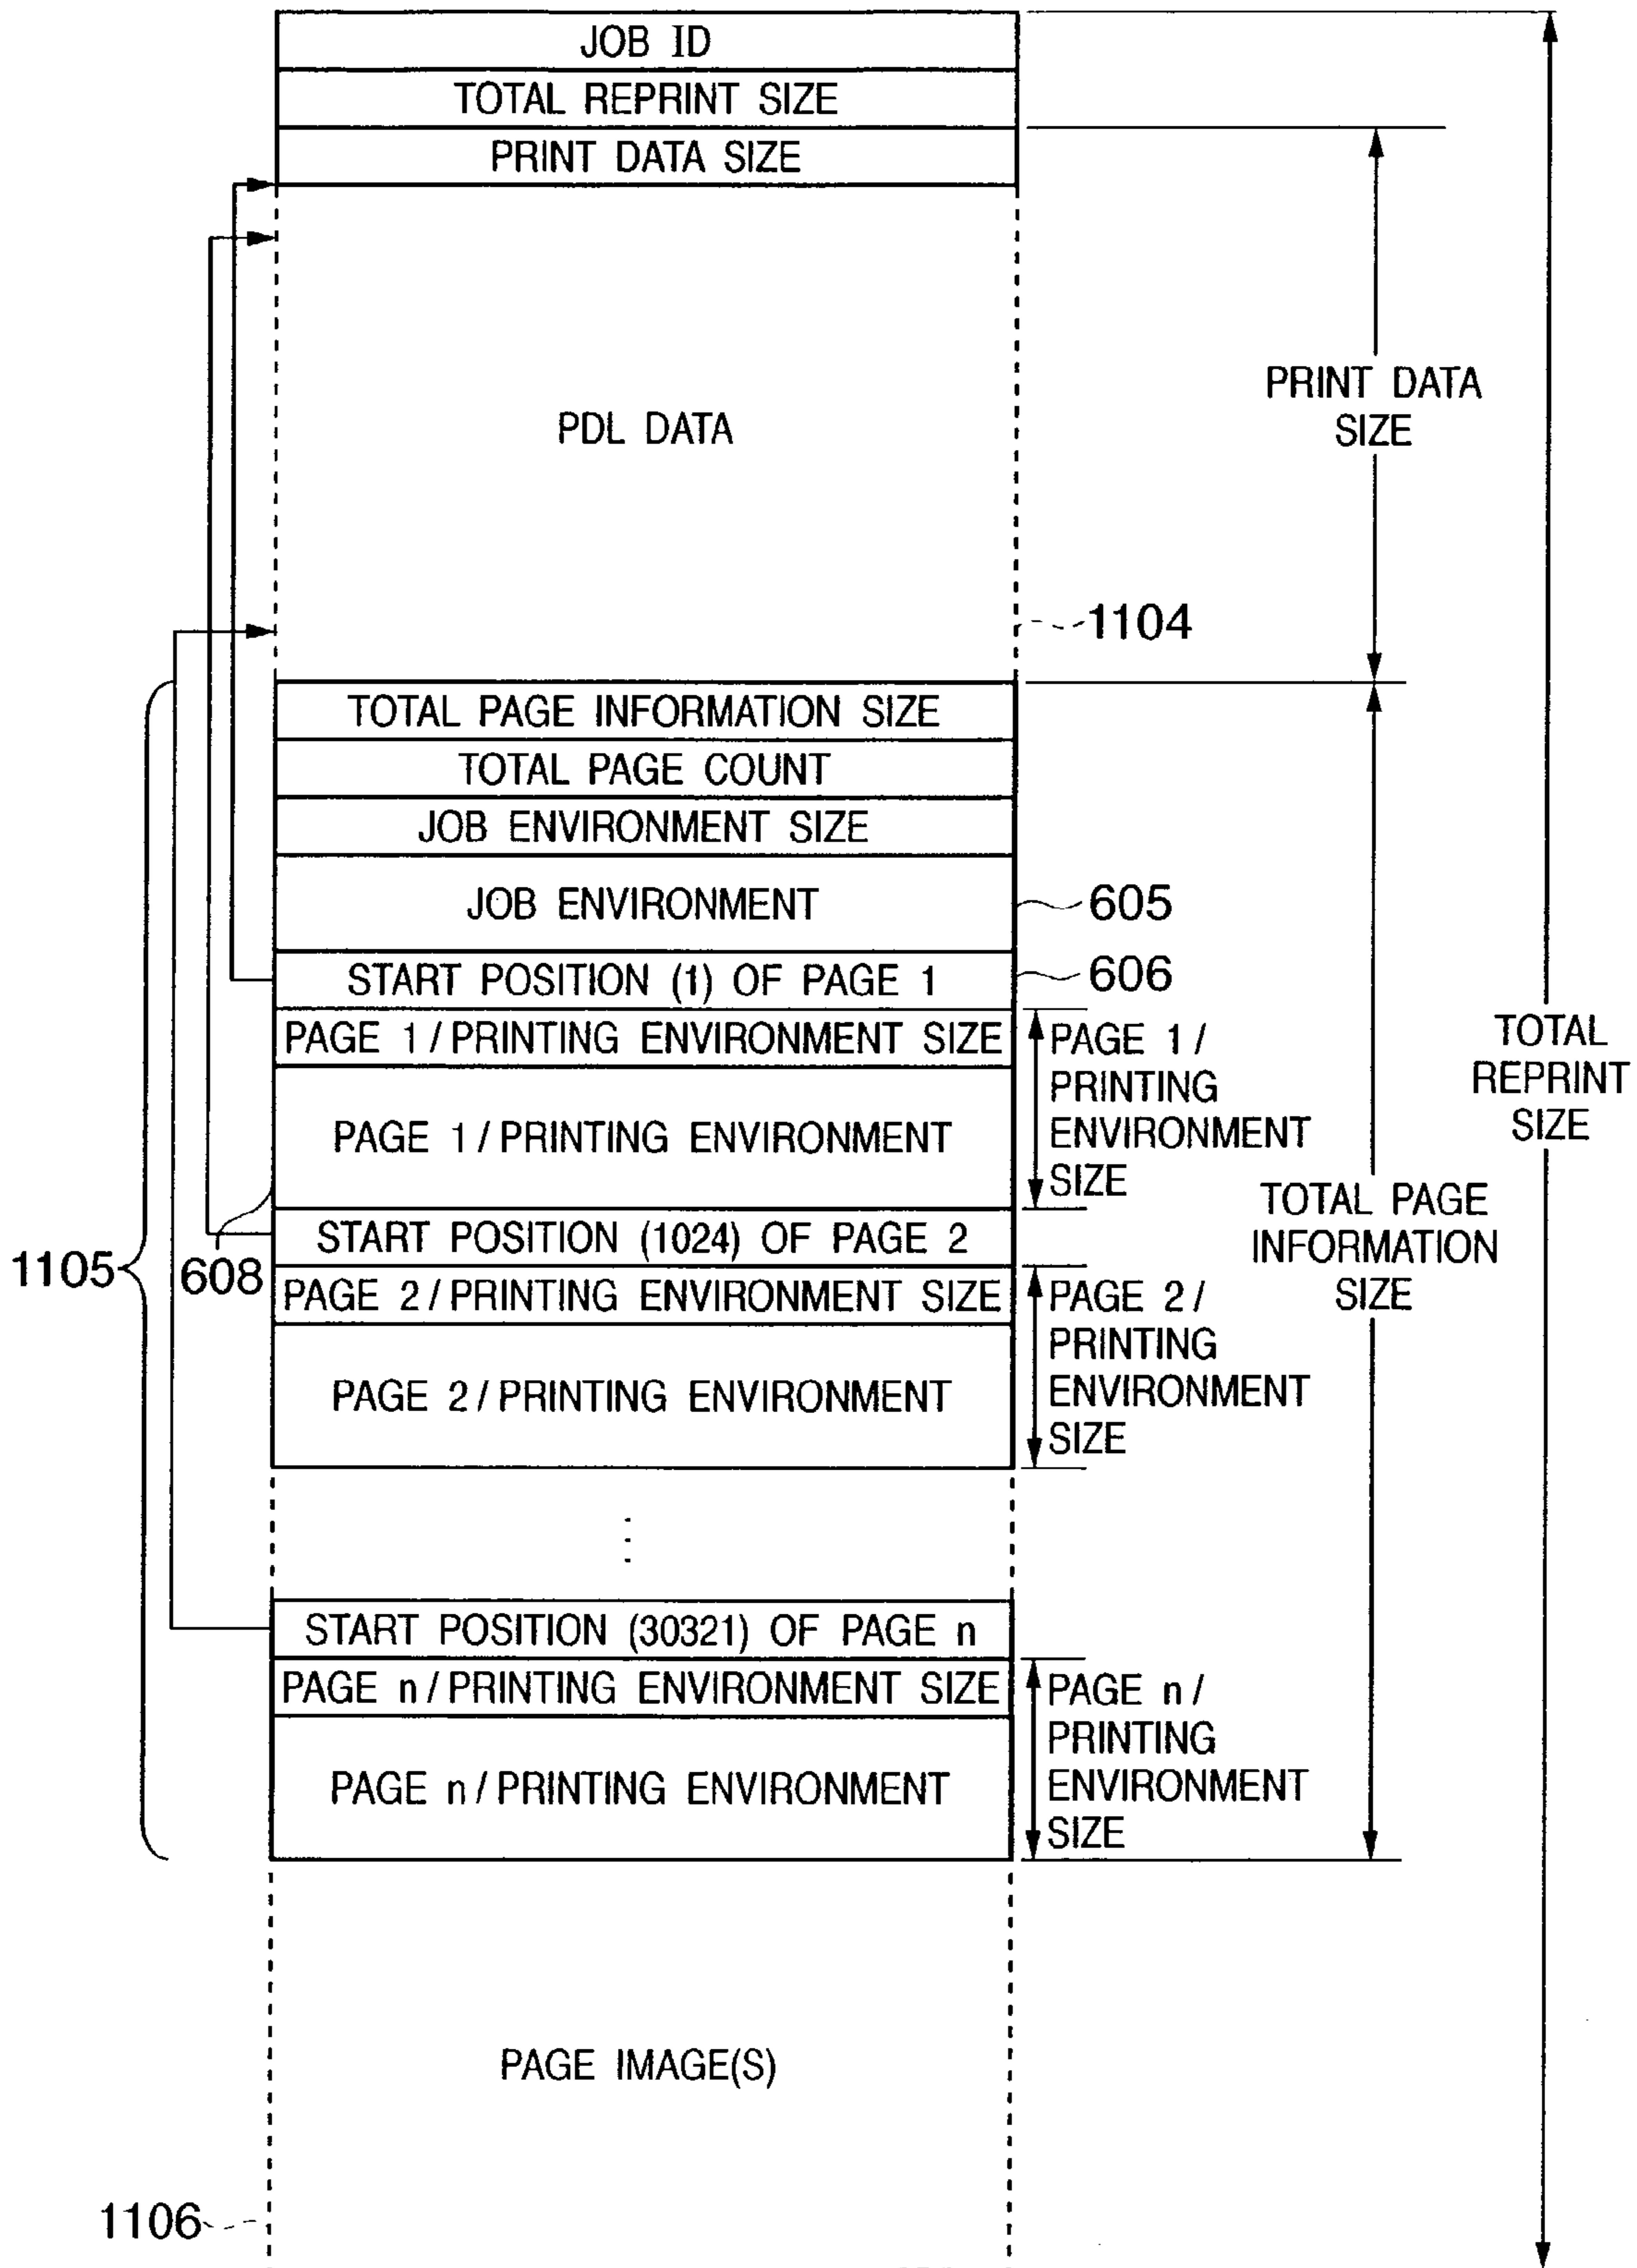 JOB ID
TOTAL REPRINT SIZE
PRINT DATA SIZE
PRINT DATA
SIZE
PDL DATA
1104
TOTAL PAGE INFORMATION SIZE
TOTAL PAGE COUNT
JOB ENVIRONMENT SIZE
JOB ENVIRONMENT
605
START POSITION (1) OF PAGE 1
606
PAGE 1 / PRINTING ENVIRONMENT SIZE
PAGE 1 / PRINTING ENVIRONMENT
PAGE 1 /
PRINTING
ENVIRONMENT
SIZE
TOTAL
REPRINT
SIZE
TOTAL PAGE
INFORMATION
SIZE
1105
608
START POSITION (1024) OF PAGE 2
PAGE 2 / PRINTING ENVIRONMENT SIZE
PAGE 2 / PRINTING ENVIRONMENT
PAGE 2 /
PRINTING
ENVIRONMENT
SIZE
START POSITION (30321) OF PAGE n
PAGE n / PRINTING ENVIRONMENT SIZE
PAGE n / PRINTING ENVIRONMENT
PAGE n /
PRINTING
ENVIRONMENT
SIZE
PAGE IMAGE(S)
1106